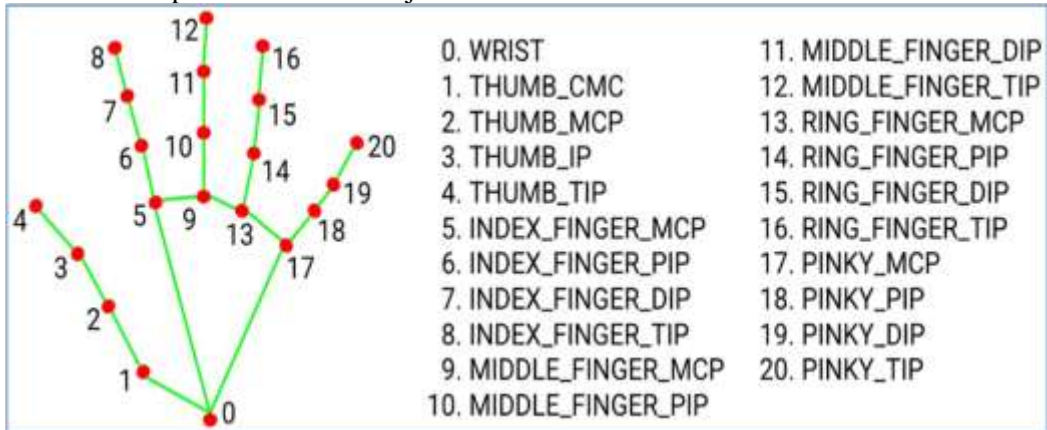 12
8
16
11
7
15
6
10
20
14
19
4
5
9
13
18
3
17
2
1
0
0. WRIST
1. THUMB_CMC
2. THUMB_MCP
3. THUMB_IP
4. THUMB_TIP
5. INDEX_FINGER_MCP
6. INDEX_FINGER_PIP
7. INDEX_FINGER_DIP
8. INDEX_FINGER_TIP
9. MIDDLE_FINGER_MCP
10. MIDDLE_FINGER_PIP
11. MIDDLE_FINGER_DIP
12. MIDDLE_FINGER_TIP
13. RING_FINGER_MCP
14. RING_FINGER_PIP
15. RING_FINGER_DIP
16. RING_FINGER_TIP
17. PINKY_MCP
18. PINKY_PIP
19. PINKY_DIP
20. PINKY_TIP